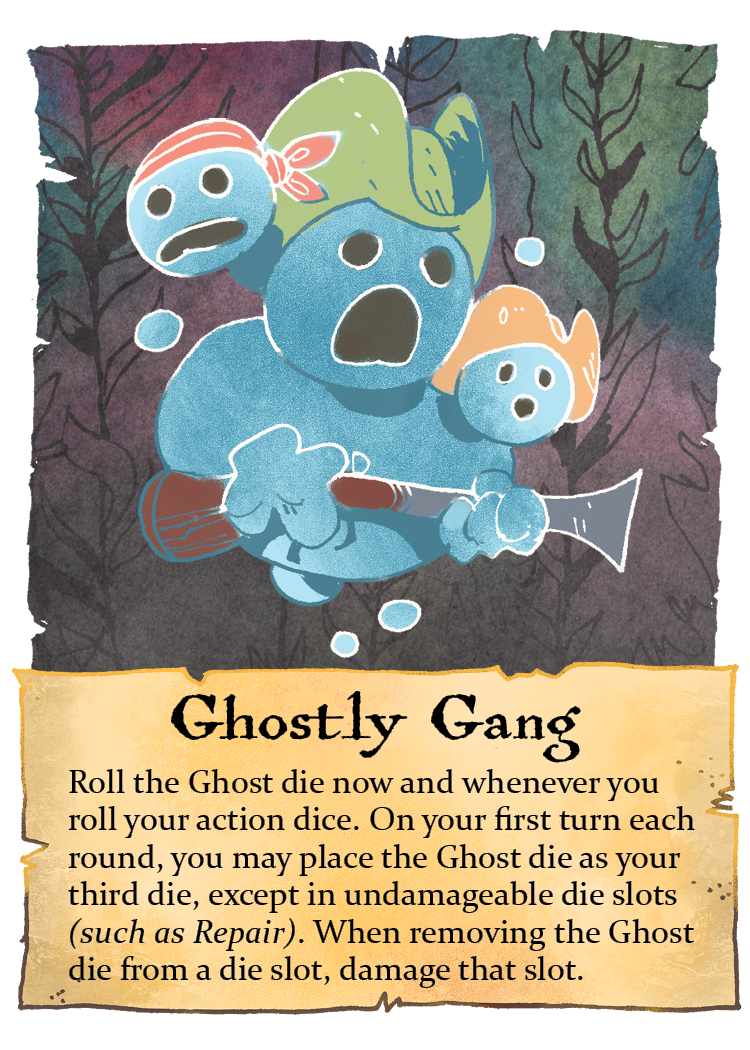 Ghostly Gang
Roll the Ghost die now and whenever you
roll your action dice. On your first turn each
round, you may place the Ghost die as your
third die, except in undamageable die slots
(such as Repair). When removing the Ghost
die from a die slot, damage that slot.